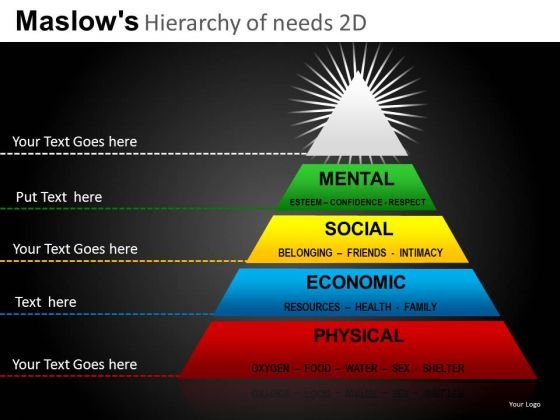 Maslow's Hierarchy of needs 2D
Your Text Goes here
Put Text here
MENTAL
ESTEEM – CONFIDENCE - RESPECT
Your Text Goes here
SOCIAL
BELONGING – FRIENDS - INTIMACY
Text here
ECONOMIC
RESOURCES – HEALTH - FAMILY
Your Text Goes here
PHYSICAL
OXYGEN – FOOD – WATER – SEX – SHELTER
Your Logo